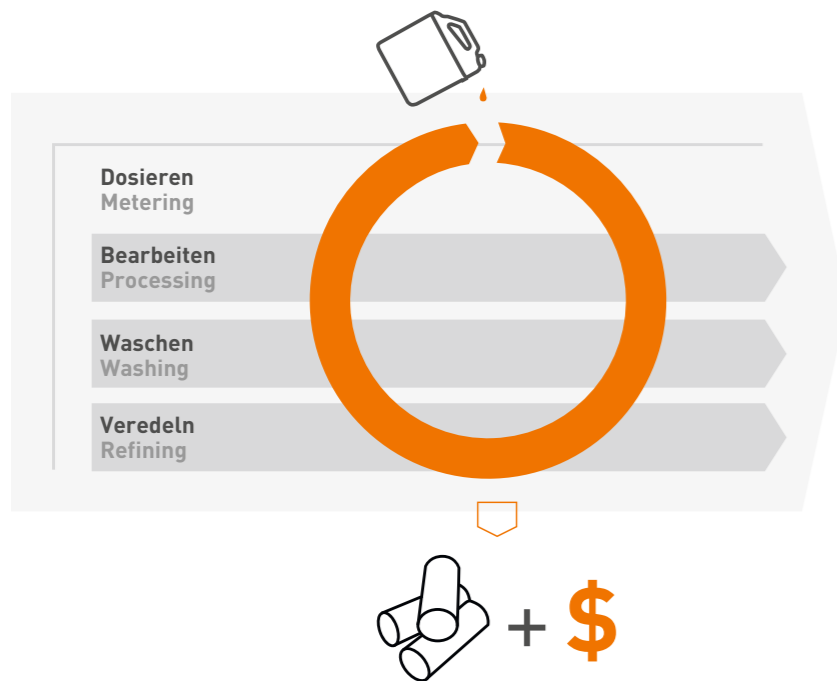 Dosieren
Metering
Bearbeiten
Processing
Waschen
Washing
Veredeln
Refining
+ $